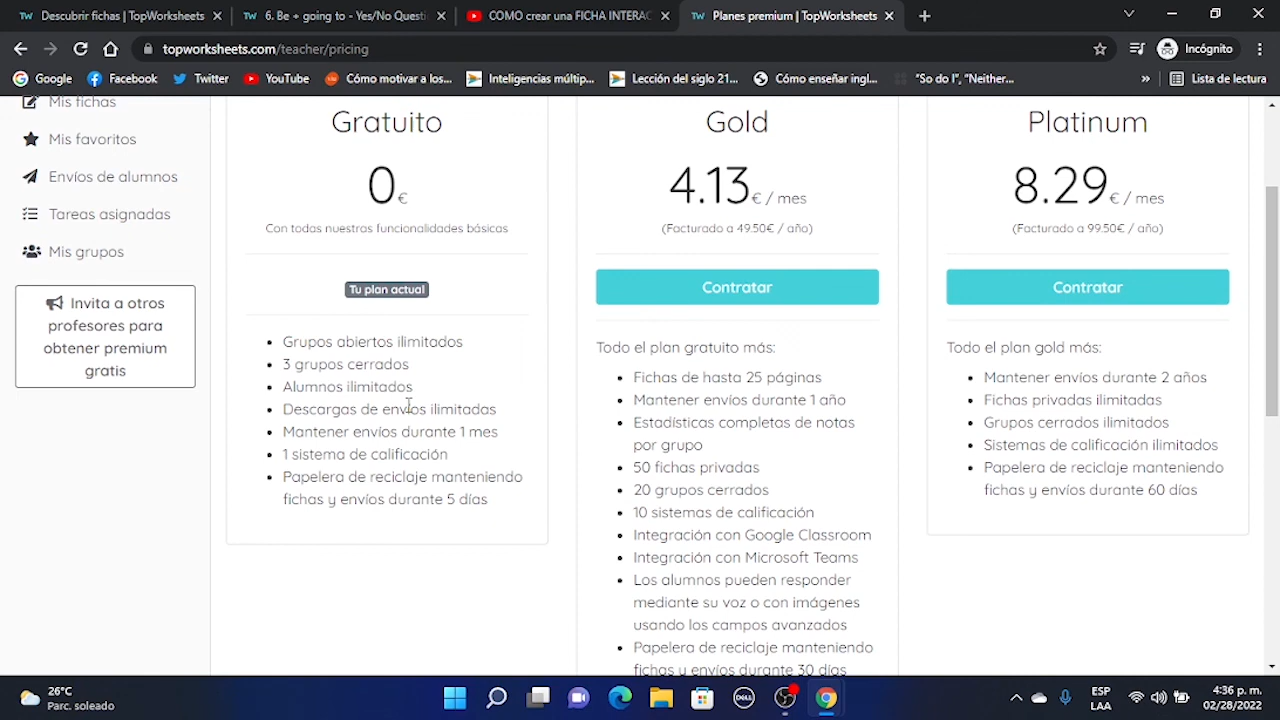 Descubrir fichas | TopWorksheets
6. Be + going to - Yes/No Questi
COMO crear una FICHA INTERAC
Planes premium | TopWorksheets
topworksheets.com/teacher/pricing
Incógnito
Google
Facebook
Twitter
YouTube
Cómo motivar a los...
Inteligencias múltip...
Lección del siglo 21...
Cómo enseñar ingl...
"So do I", "Neither...
»
Lista de lectura
Mis fichas
Mis favoritos
Envíos de alumnos
Tareas asignadas
Mis grupos
Invita a otros
profesores para
obtener premium
gratis
Gratuito
0€
Con todas nuestras funcionalidades básicas
Tu plan actual
Grupos abiertos ilimitados
3 grupos cerrados
Alumnos ilimitados
Descargas de envíos ilimitadas
Mantener envíos durante 1 mes
1 sistema de calificación
Papelera de reciclaje manteniendo
fichas y envíos durante 5 días
Gold
4.13€ / mes
(Facturado a 49.50€ / año)
Contratar
Todo el plan gratuito más:
Fichas de hasta 25 páginas
Mantener envíos durante 1 año
Estadísticas completas de notas
por grupo
50 fichas privadas
20 grupos cerrados
10 sistemas de calificación
Integración con Google Classroom
Integración con Microsoft Teams
Los alumnos pueden responder
mediante su voz o con imágenes
usando los campos avanzados
Papelera de reciclaje manteniendo
fichas y envíos durante 30 días
Platinum
8.29€ / mes
(Facturado a 99.50€ / año)
Contratar
Todo el plan gold más:
Mantener envíos durante 2 años
Fichas privadas ilimitadas
Grupos cerrados ilimitados
Sistemas de calificación ilimitados
Papelera de reciclaje manteniendo
fichas y envíos durante 60 días
26°C
Parc. soleado
DELL
ESP
LAA
4:36 p. m.
02/28/2022